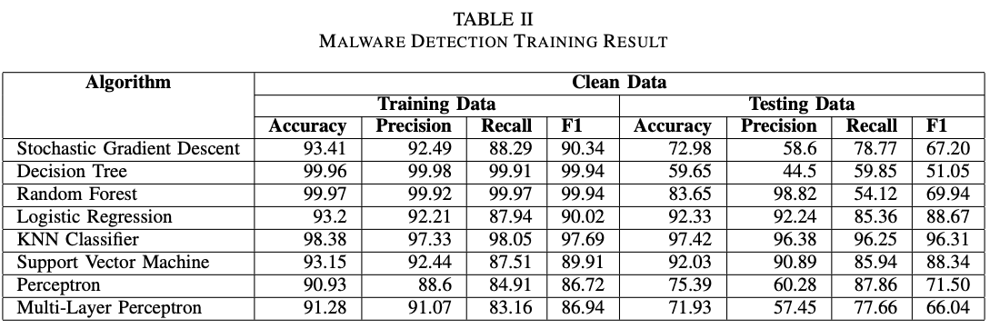 TABLE II
MALWARE DETECTION TRAINING RESULT
Algorithm Clean Data
Training Data Testing Data
Accuracy Precision Recall F1 Accuracy Precision Recall F1
Stochastic Gradient Descent 93.41 92.49 88.29 90.34 72.98 58.6 78.77 67.20
Decision Tree 99.96 99.98 99.91 99.94 59.65 44.5 59.85 51.05
Random Forest 99.97 99.92 99.97 99.94 83.65 98.82 54.12 69.94
Logistic Regression 93.2 92.21 87.94 90.02 92.33 92.24 85.36 88.67
KNN Classifier 98.38 97.33 98.05 97.69 97.42 96.38 96.25 96.31
Support Vector Machine 93.15 92.44 87.51 89.91 92.03 90.89 85.94 88.34
Perceptron 90.93 88.6 84.91 86.72 75.39 60.28 87.86 71.50
Multi-Layer Perceptron 91.28 91.07 83.16 86.94 71.93 57.45 77.66 66.04